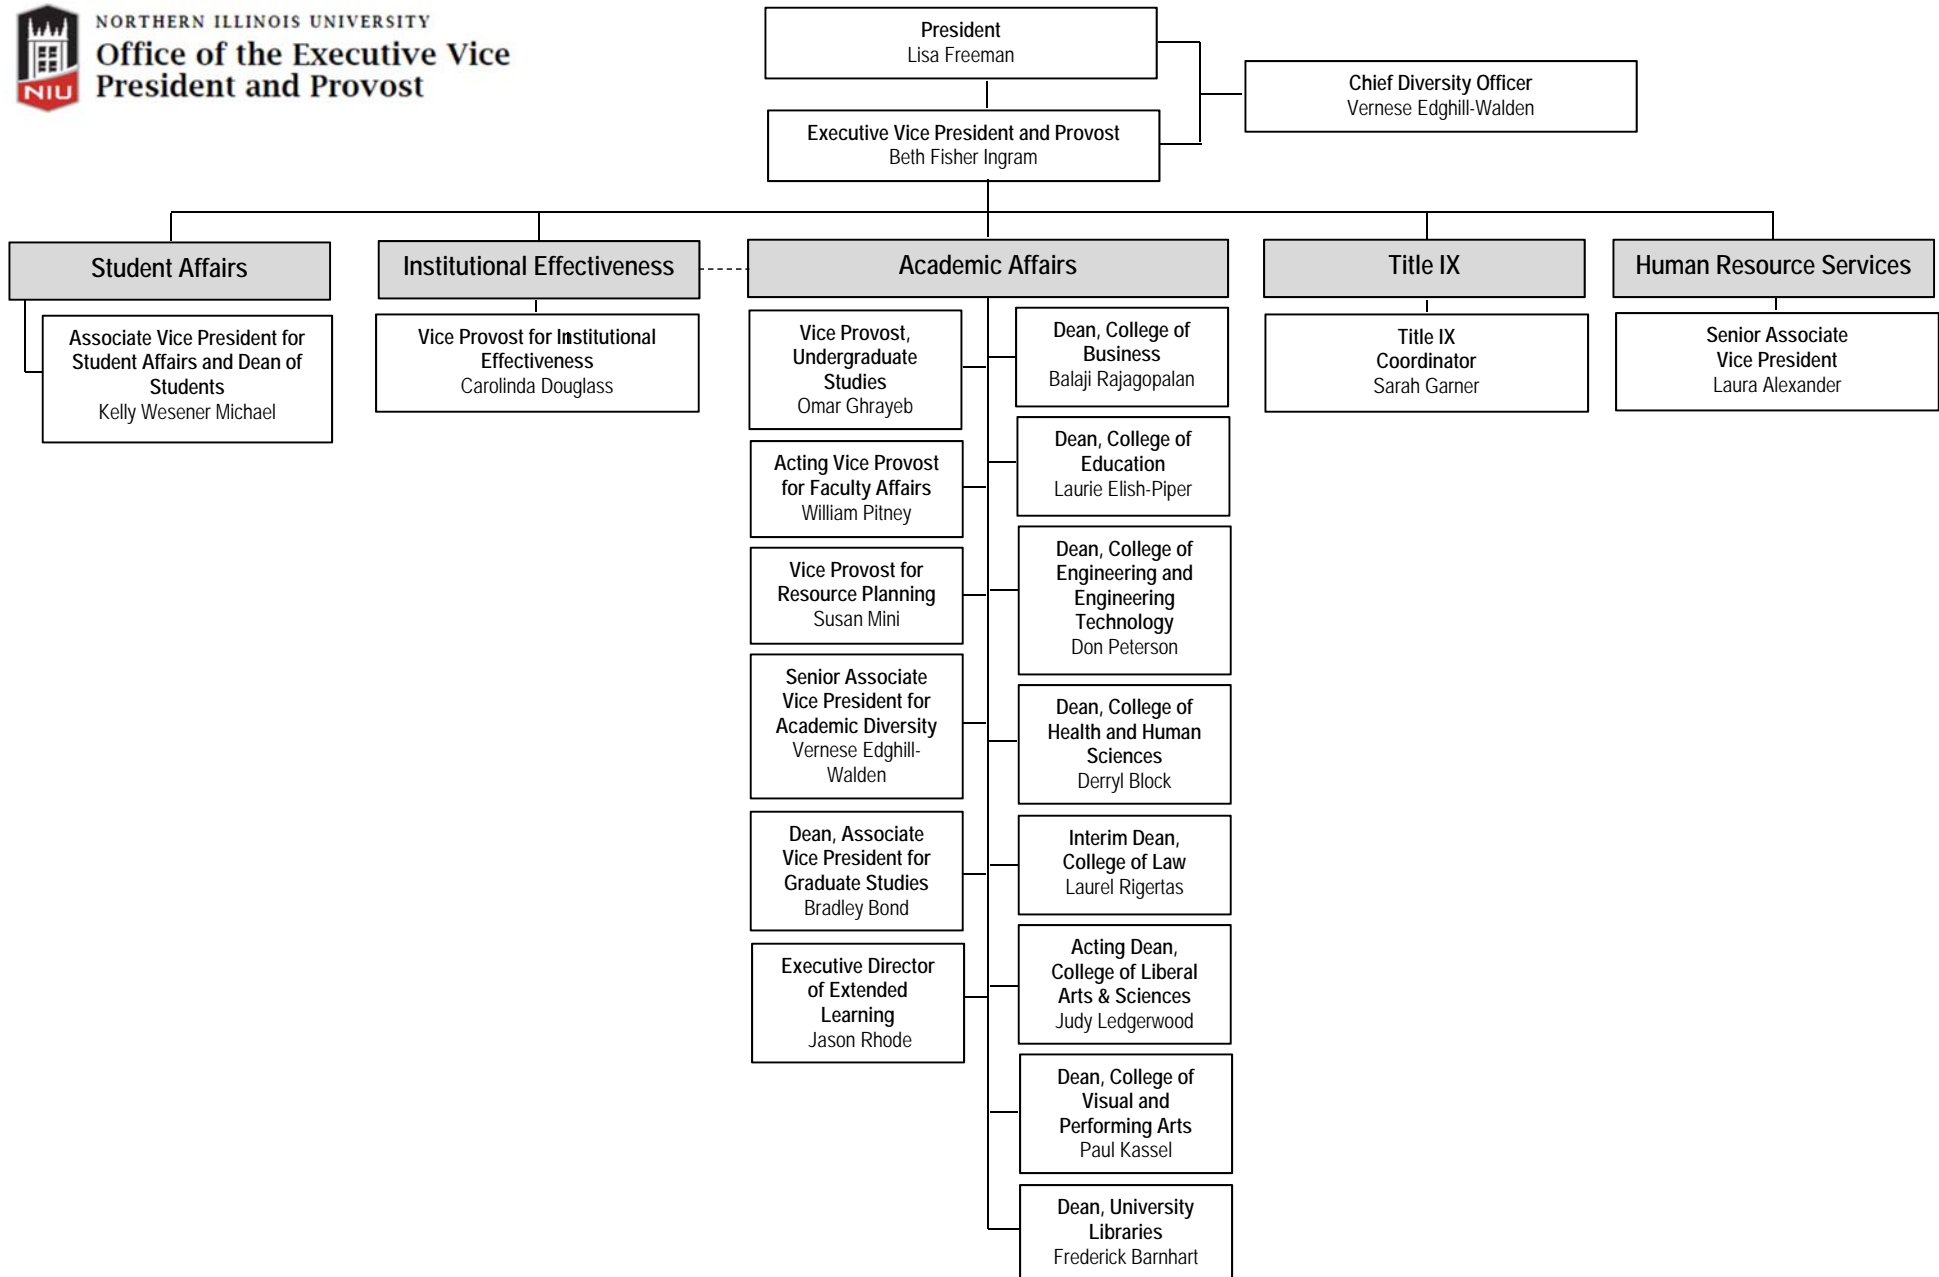 NORTHERN ILLINOIS UNIVERSITY
Office of the Executive Vice
President and Provost
NIU
President
Lisa Freeman
Chief Diversity Officer
Vernese Edghill-Walden
Executive Vice President and Provost
Beth Fisher Ingram
Student Affairs
Associate Vice President for
Student Affairs and Dean of
Students
Kelly Wesener Michael
Institutional Effectiveness
Vice Provost for Institutional
Effectiveness
Carolinda Douglass
Academic Affairs
Vice Provost,
Undergraduate
Studies
Omar Ghrayeb
Acting Vice Provost
for Faculty Affairs
William Pitney
Vice Provost for
Resource Planning
Susan Mini
Senior Associate
Vice President for
Academic Diversity
Vernese Edghill-
Walden
Dean, Associate
Vice President for
Graduate Studies
Bradley Bond
Executive Director
of Extended
Learning
Jason Rhode
Dean, College of
Business
Balaji Rajagopalan
Dean, College of
Education
Laurie Elish-Piper
Dean, College of
Engineering and
Engineering
Technology
Don Peterson
Dean, College of
Health and Human
Sciences
Derryl Block
Interim Dean,
College of Law
Laurel Rigertas
Acting Dean,
College of Liberal
Arts & Sciences
Judy Ledgerwood
Dean, College of
Visual and
Performing Arts
Paul Kassel
Dean, University
Libraries
Frederick Barnhart
Title IX
Title IX
Coordinator
Sarah Garner
Human Resource Services
Senior Associate
Vice President
Laura Alexander